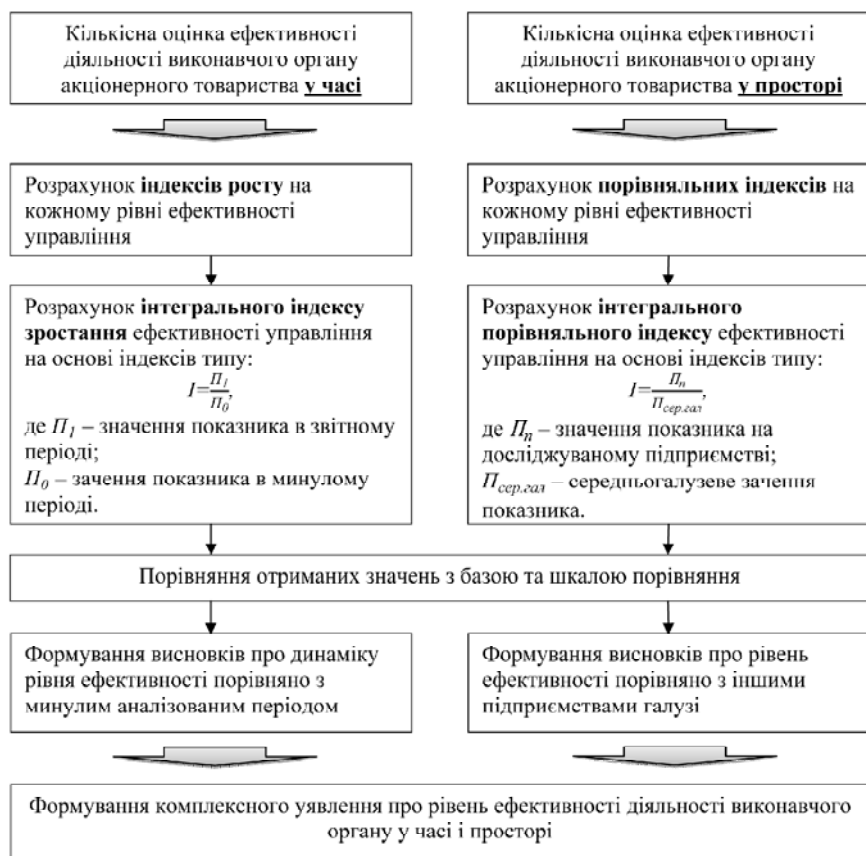 Кількісна оцінка ефективності
діяльності виконавчого органу
акціонерного товариства у часі
Кількісна оцінка ефективності
діяльності виконавчого органу
акціонерного товариства у просторі
Розрахунок індексів росту на
кожному рівні ефективності
управління
Розрахунок порівняльних індексів на
кожному рівні ефективності
управління
Розрахунок інтегрального індексу
зростання ефективності управління
на основі індексів типу:
I=П₁/П₀,
де П₁ – значення показника в звітному
періоді;
П₀ – зачення показника в минулому
періоді.
Розрахунок інтегрального
порівняльного індексу ефективності
управління на основі індексів типу:
I=Пₙ/Псер.гал,
де Пₙ – значення показника на
досліджуваному підприємстві;
Псер.гал – середньогалузеве зачення
показника.
Порівняння отриманих значень з базою та шкалою порівняння
Формування висновків про динаміку
рівня ефективності порівняно з
минулим аналізованим періодом
Формування висновків про рівень
ефективності порівняно з іншими
підприємствами галузі
Формування комплексного уявлення про рівень ефективності діяльності виконавчого
органу у часі і просторі